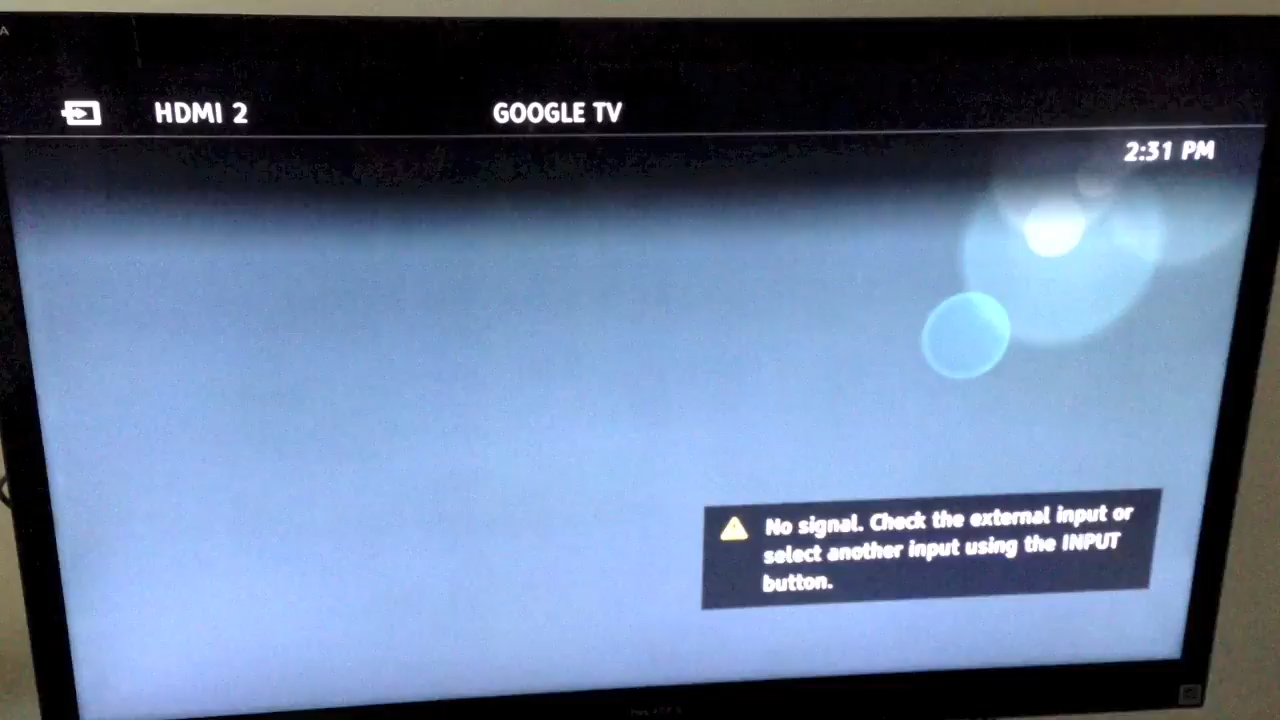 HDMI 2
GOOGLE TV
2:31 PM
No signal. Check the external input or
select another input using the INPUT
button.